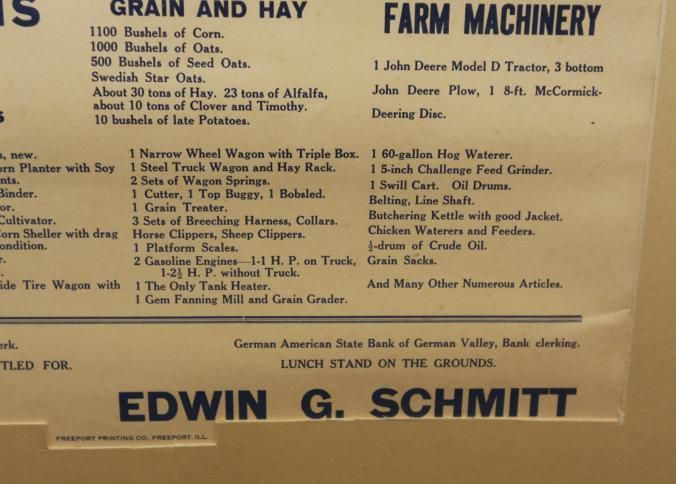 GRAIN AND HAY
1100 Bushels of Corn.
1000 Bushels of Oats.
500 Bushels of Seed Oats.
Swedish Star Oats.
About 30 tons of Hay. 23 tons of Alfalfa,
about 10 tons of Clover and Timothy.
10 bushels of late Potatoes.
FARM MACHINERY
1 John Deere Model D Tractor, 3 bottom
John Deere Plow, 1 8-ft. McCormick-
Deering Disc.
, new.
orn Planter with Soy
nts.
Binder.
or.
Cultivator.
Corn Sheller with drag
ondition.
r.
ide Tire Wagon with
1 Narrow Wheel Wagon with Triple Box.
1 Steel Truck Wagon and Hay Rack.
2 Sets of Wagon Springs.
1 Cutter, 1 Top Buggy, 1 Bobsled.
1 Grain Treater.
3 Sets of Breeching Harness, Collars.
Horse Clippers, Sheep Clippers.
1 Platform Scales.
2 Gasoline Engines—1-1 H. P. on Truck,
1-2½ H. P. without Truck.
1 The Only Tank Heater.
1 Gem Fanning Mill and Grain Grader.
1 60-gallon Hog Waterer.
1 5-inch Challenge Feed Grinder.
1 Swill Cart. Oil Drums.
Belting, Line Shaft.
Butchering Kettle with good Jacket.
Chicken Waterers and Feeders.
½-drum of Crude Oil.
Grain Sacks.
And Many Other Numerous Articles.
erk.
German American State Bank of German Valley, Bank clerking.
TTLED FOR.
LUNCH STAND ON THE GROUNDS.
EDWIN G. SCHMITT
FREEPORT PRINTING CO., FREEPORT, ILL.